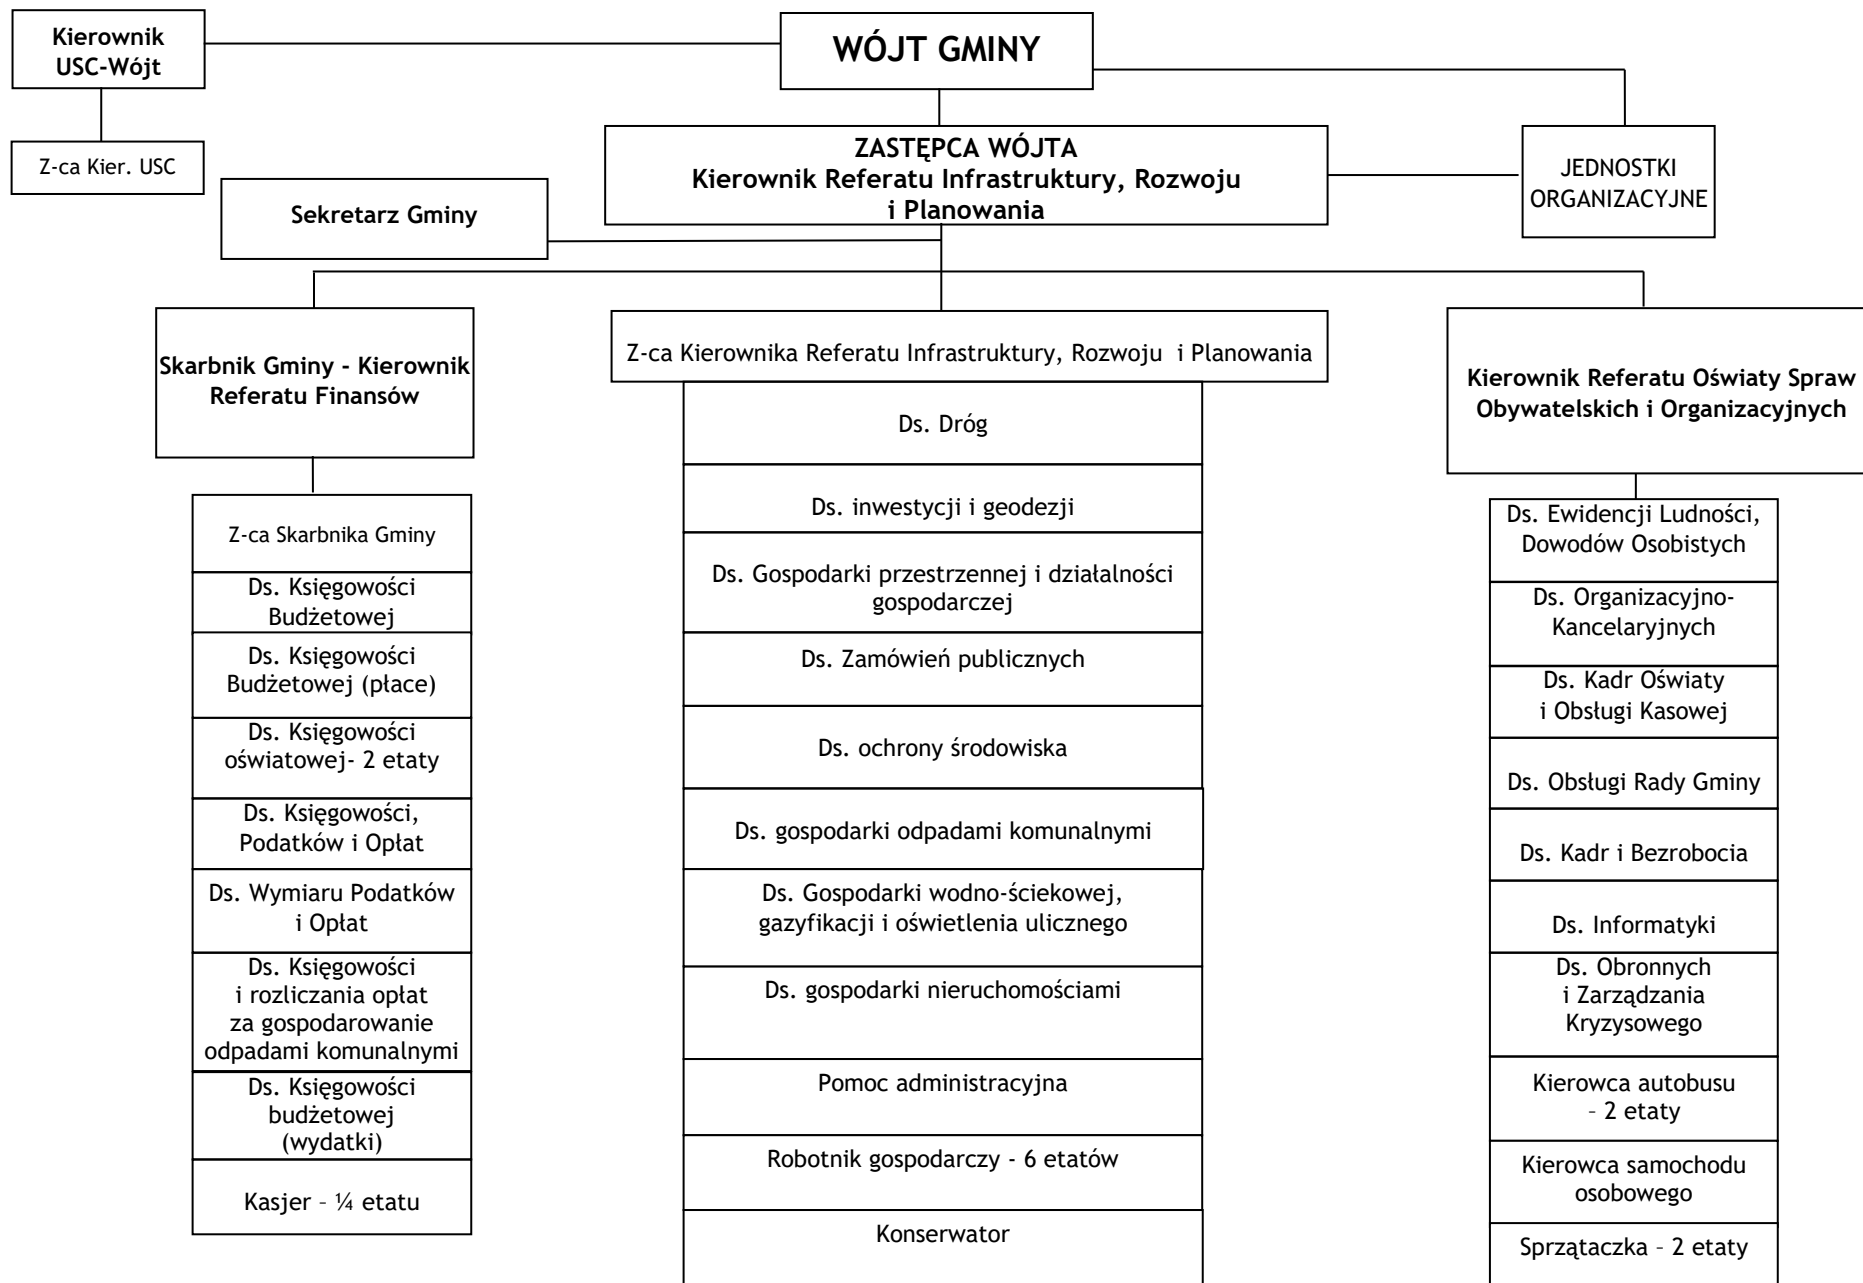 Kierownik
USC-Wójt
WÓJT GMINY
Z-ca Kier. USC
ZASTĘPCA WÓJTA
Kierownik Referatu Infrastruktury, Rozwoju
i Planowania
JEDNOSTKI
ORGANIZACYJNE
Sekretarz Gminy
Skarbnik Gminy - Kierownik
Referatu Finansów
Z-ca Skarbnika Gminy
Ds. Księgowości
Budżetowej
Ds. Księgowości
Budżetowej (płace)
Ds. Księgowości
oświatowej- 2 etaty
Ds. Księgowości,
Podatków i Opłat
Ds. Wymiaru Podatków
i Opłat
Ds. Księgowości
i rozliczania opłat
za gospodarowanie
odpadami komunalnymi
Ds. Księgowości
budżetowej
(wydatki)
Kasjer – ¼ etatu
Z-ca Kierownika Referatu Infrastruktury, Rozwoju i Planowania
Ds. Dróg
Ds. inwestycji i geodezji
Ds. Gospodarki przestrzennej i działalności
gospodarczej
Ds. Zamówień publicznych
Ds. ochrony środowiska
Ds. gospodarki odpadami komunalnymi
Ds. Gospodarki wodno-ściekowej,
gazyfikacji i oświetlenia ulicznego
Ds. gospodarki nieruchomościami
Pomoc administracyjna
Robotnik gospodarczy - 6 etatów
Konserwator
Kierownik Referatu Oświaty Spraw
Obywatelskich i Organizacyjnych
Ds. Ewidencji Ludności,
Dowodów Osobistych
Ds. Organizacyjno-
Kancelaryjnych
Ds. Kadr Oświaty
i Obsługi Kasowej
Ds. Obsługi Rady Gminy
Ds. Kadr i Bezrobocia
Ds. Informatyki
Ds. Obronnych
i Zarządzania
Kryzysowego
Kierowca autobusu
– 2 etaty
Kierowca samochodu
osobowego
Sprzątaczka – 2 etaty